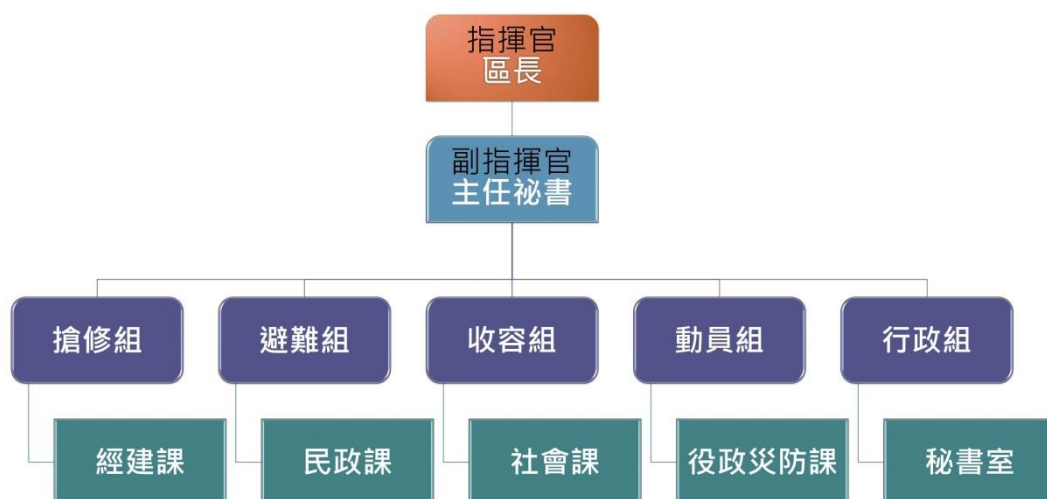 指揮官
區長
副指揮官
主任祕書
搶修組
避難組
收容組
動員組
行政組
經建課
民政課
社會課
役政災防課
秘書室